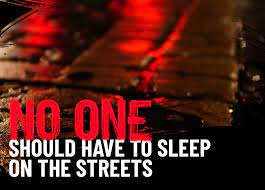 NO ONE
SHOULD HAVE TO SLEEP
ON THE STREETS